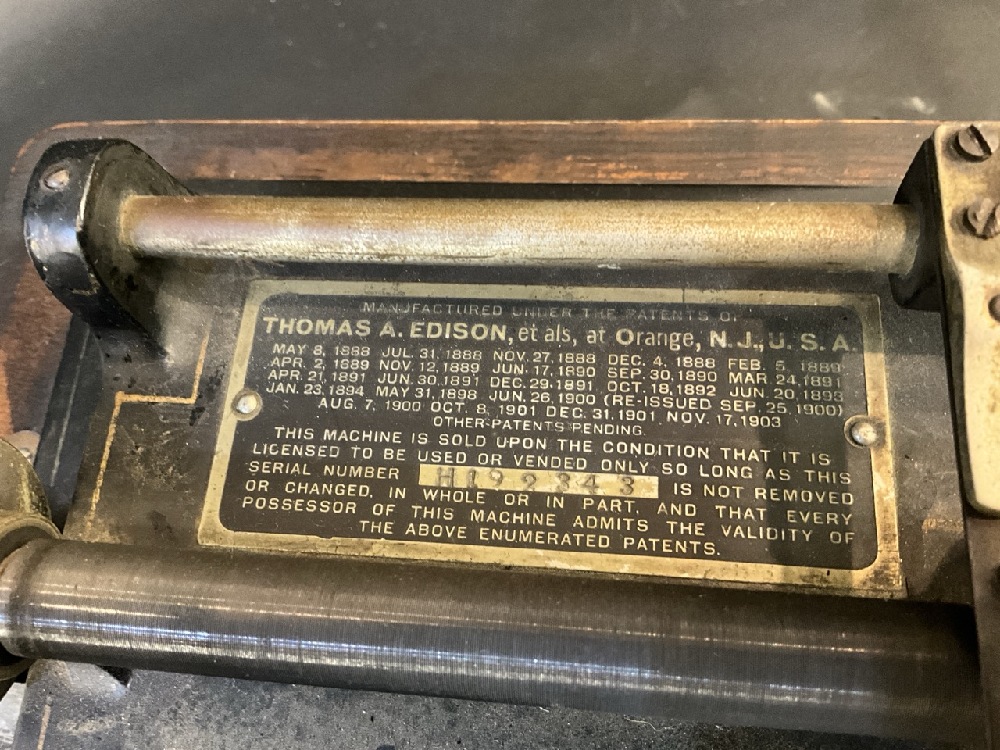 MANUFACTURED UNDER THE PATENTS OF
THOMAS A. EDISON, et als, at Orange, N. J., U. S. A.
MAY 8, 1888 JUL. 31, 1888 NOV. 27, 1888 DEC. 4, 1888 FEB. 5, 1889
APR. 2, 1889 NOV. 12, 1889 JUN. 17, 1890 SEP. 30, 1890 MAR. 24, 1891
APR. 21, 1891 JUN. 30, 1891 DEC. 29, 1891 OCT. 18, 1892 JUN. 20, 1893
JAN. 23, 1894 MAY 31, 1898 JUN. 26, 1900 (RE-ISSUED SEP. 25, 1900)
AUG. 7, 1900 OCT. 8, 1901 DEC. 31, 1901 NOV. 17, 1903
OTHER PATENTS PENDING
THIS MACHINE IS SOLD UPON THE CONDITION THAT IT IS
LICENSED TO BE USED OR VENDED ONLY SO LONG AS THIS
SERIAL NUMBER H192343 IS NOT REMOVED
OR CHANGED, IN WHOLE OR IN PART, AND THAT EVERY
POSSESSOR OF THIS MACHINE ADMITS THE VALIDITY OF
THE ABOVE ENUMERATED PATENTS.